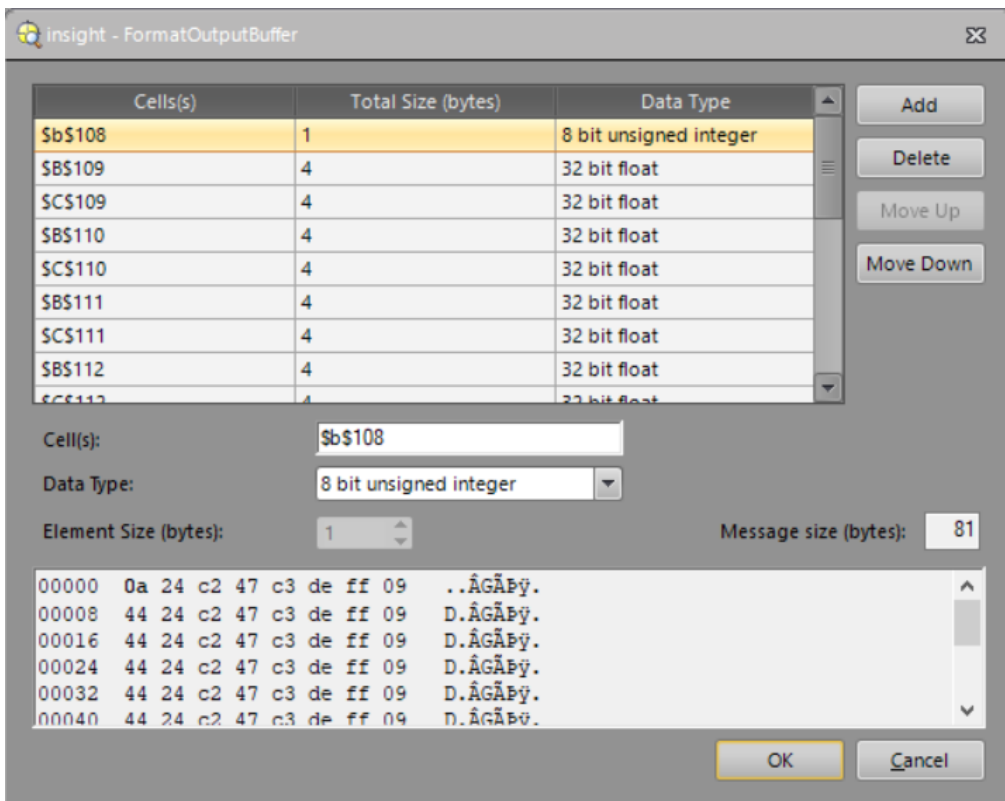 insight - FormatOutputBuffer
Cells(s) Total Size (bytes) Data Type
$b$108 1 8 bit unsigned integer
$B$109 4 32 bit float
$C$109 4 32 bit float
$B$110 4 32 bit float
$C$110 4 32 bit float
$B$111 4 32 bit float
$C$111 4 32 bit float
$B$112 4 32 bit float
$C$112 4 32 bit float
Add
Delete
Move Up
Move Down
Cell(s): $b$108
Data Type: 8 bit unsigned integer
Element Size (bytes): 1 Message size (bytes): 81
00000 0a 24 c2 47 c3 de ff 09 ..ÂGÃÞÿ.
00008 44 24 c2 47 c3 de ff 09 D.ÂGÃÞÿ.
00016 44 24 c2 47 c3 de ff 09 D.ÂGÃÞÿ.
00024 44 24 c2 47 c3 de ff 09 D.ÂGÃÞÿ.
00032 44 24 c2 47 c3 de ff 09 D.ÂGÃÞÿ.
00040 44 24 c2 47 c3 de ff 09 D.ÂGÃÞÿ.
OK Cancel